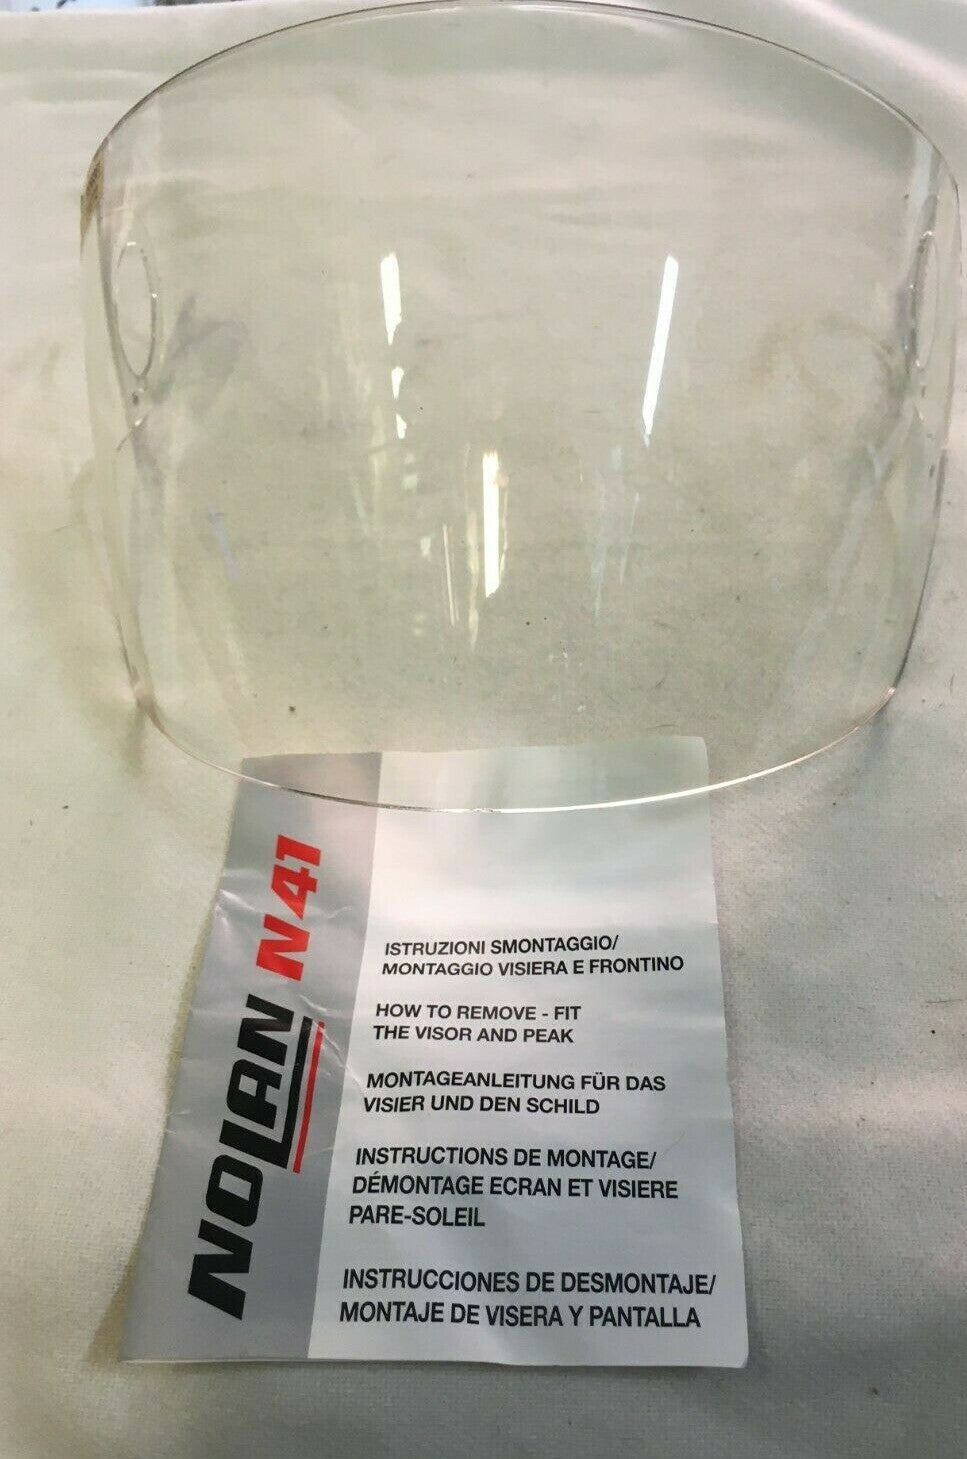 NOLAN N41
ISTRUZIONI SMONTAGGIO/
MONTAGGIO VISIERA E FRONTINO
HOW TO REMOVE - FIT
THE VISOR AND PEAK
MONTAGEANLEITUNG FÜR DAS
VISIER UND DEN SCHILD
INSTRUCTIONS DE MONTAGE/
DÉMONTAGE ECRAN ET VISIERE
PARE-SOLEIL
INSTRUCCIONES DE DESMONTAJE/
MONTAJE DE VISERA Y PANTALLA